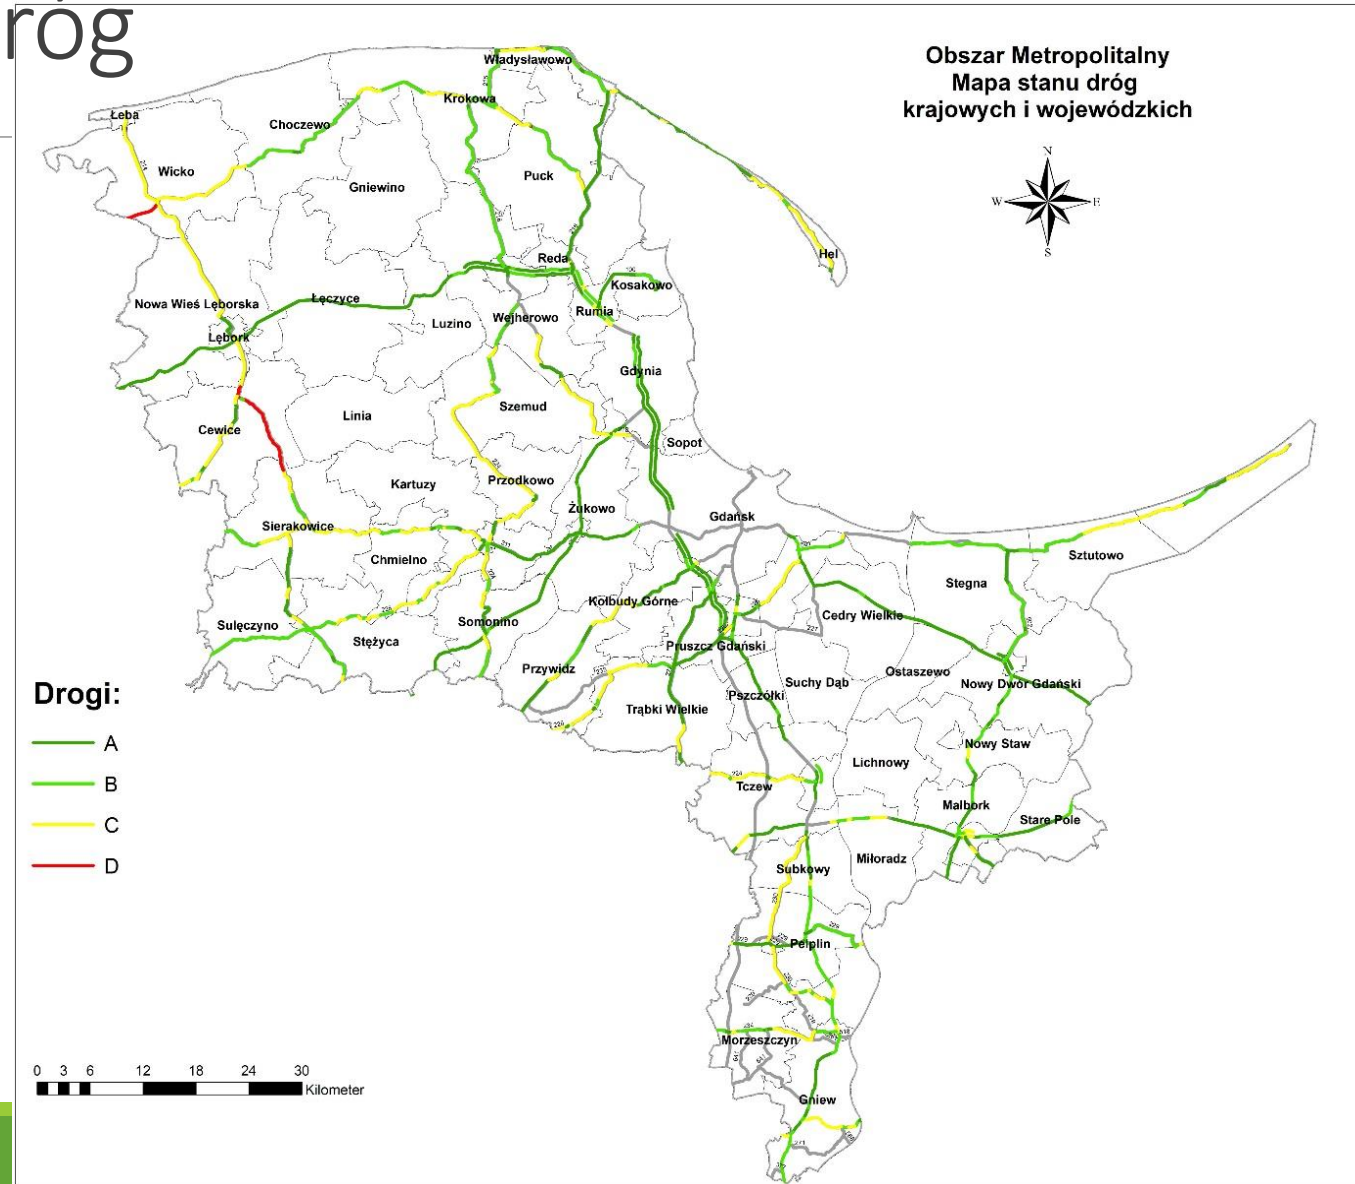 róg
Obszar Metropolitalny
Mapa stanu dróg
krajowych i wojewódzkich
N
W E
S
Władysławowo
Krokowa
Łeba
Choczewo
Wicko
Gniewino
Puck
Hel
Reda
Kosakowo
Nowa Wieś Lęborska
Łęczyce
Rumia
Wejherowo
Luzino
Lębork
Gdynia
Szemud
Linia
Cewice
Sopot
Przodkowo
Kartuzy
Żukowo
Gdańsk
Sierakowice
Sztutowo
Chmielno
Stegna
Kołbudy Górne
Cedry Wielkie
Somonino
Sulęczyno
Stężyca
Pruszcz Gdański
Przywidz
Ostaszewo
Suchy Dąb
Nowy Dwór Gdański
Pszczółki
Trąbki Wielkie
Drogi:
A
Nowy Staw
Lichnowy
B
Tczew
Malbork
Stare Pole
C
Miłoradz
D
Subkowy
Pelplin
Morzeszczyn
Gniew
0 3 6 12 18 24 30
Kilometer